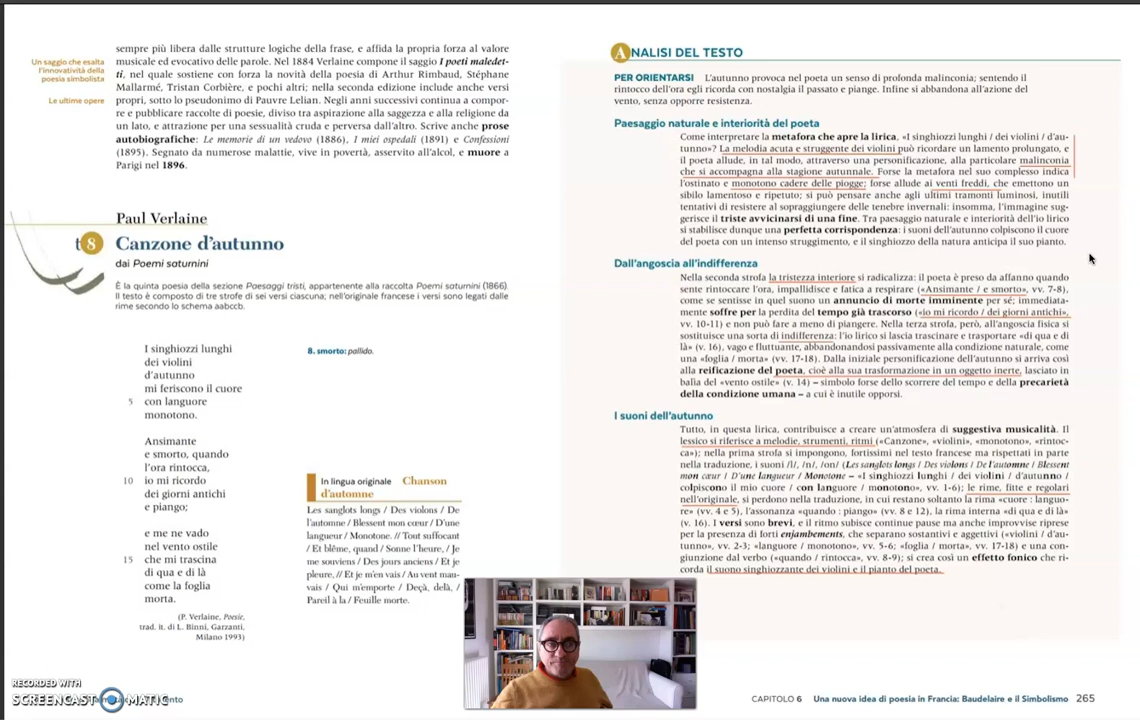 sempre più libera dalle strutture logiche della frase, e affida la propria forza al valore
musicale ed evocativo delle parole. Nel 1884 Verlaine compone il saggio I poeti maledet-
ti, nel quale sostiene con forza la novità della poesia di Arthur Rimbaud, Stéphane
Mallarmé, Tristan Corbière, e pochi altri; nella seconda edizione include anche versi
propri, sotto lo pseudonimo di Pauvre Lelian. Negli anni successivi continua a compor-
re e pubblicare raccolte di poesie, diviso tra aspirazione alla saggezza e alla religione da
un lato, e attrazione per una sessualità cruda e perversa dall'altro. Scrive anche prose
autobiografiche: Le memorie di un vedovo (1886), I miei ospedali (1891) e Confessioni
(1895). Segnato da numerose malattie, vive in povertà, asservito all'alcol, e muore a
Parigi nel 1896.
Un saggio che esalta
l'innovatività della
poesia simbolista
Le ultime opere
Paul Verlaine
t8 Canzone d'autunno
dai Poemi saturnini
È la quinta poesia della sezione Paesaggi tristi, appartenente alla raccolta Poemi saturnini (1866).
Il testo è composto di tre strofe di sei versi ciascuna; nell'originale francese i versi sono legati dalle
rime secondo lo schema aabccb.
I singhiozzi lunghi
dei violini
d'autunno
mi feriscono il cuore
5 con languore
monotono.
Ansimante
e smorto, quando
l'ora rintocca,
10 io mi ricordo
dei giorni antichi
e piango;
e me ne vado
nel vento ostile
15 che mi trascina
di qua e di là
come la foglia
morta.
(P. Verlaine, Poesie,
trad. it. di L. Binni, Garzanti,
Milano 1993)
8. smorto: pallido.
In lingua originale Chanson
d'automne
Les sanglots longs / Des violons / De
l'automne / Blessent mon cœur / D'une
langueur / Monotone. // Tout suffocant
/ Et blême, quand / Sonne l'heure, / Je
me souviens / Des jours anciens / Et je
pleure, // Et je m'en vais / Au vent mau-
vais / Qui m'emporte / Deçà, delà, /
Pareil à la / Feuille morte.
ANALISI DEL TESTO
PER ORIENTARSI L'autunno provoca nel poeta un senso di profonda malinconia; sentendo il
rintocco dell'ora egli ricorda con nostalgia il passato e piange. Infine si abbandona all'azione del
vento, senza opporre resistenza.
Paesaggio naturale e interiorità del poeta
Come interpretare la metafora che apre la lirica, «I singhiozzi lunghi / dei violini / d'au-
tunno»? La melodia acuta e struggente dei violini può ricordare un lamento prolungato, e
il poeta allude, in tal modo, attraverso una personificazione, alla particolare malinconia
che si accompagna alla stagione autunnale. Forse la metafora nel suo complesso indica
l'ostinato e monotono cadere delle piogge; forse allude ai venti freddi, che emettono un
sibilo lamentoso e ripetuto; si può pensare anche agli ultimi tramonti luminosi, inutili
tentativi di resistere al sopraggiungere delle tenebre invernali: insomma, l'immagine sug-
gerisce il triste avvicinarsi di una fine. Tra paesaggio naturale e interiorità dell'io lirico
si stabilisce dunque una perfetta corrispondenza: i suoni dell'autunno colpiscono il cuore
del poeta con un intenso struggimento, e il singhiozzo della natura anticipa il suo pianto.
Dall'angoscia all'indifferenza
Nella seconda strofa la tristezza interiore si radicalizza: il poeta è preso da affanno quando
sente rintoccare l'ora, impallidisce e fatica a respirare («Ansimante / e smorto», vv. 7-8),
come se sentisse in quel suono un annuncio di morte imminente per sé; immediata-
mente soffre per la perdita del tempo già trascorso («io mi ricordo / dei giorni antichi»,
vv. 10-11) e non può fare a meno di piangere. Nella terza strofa, però, all'angoscia fisica si
sostituisce una sorta di indifferenza: l'io lirico si lascia trascinare e trasportare «di qua e di
là» (v. 16), vago e fluttuante, abbandonandosi passivamente alla condizione naturale, come
una «foglia / morta» (vv. 17-18). Dalla iniziale personificazione dell'autunno si arriva così
alla reificazione del poeta, cioè alla sua trasformazione in un oggetto inerte, lasciato in
balìa del «vento ostile» (v. 14) – simbolo forse dello scorrere del tempo e della precarietà
della condizione umana – a cui è inutile opporsi.
I suoni dell'autunno
Tutto, in questa lirica, contribuisce a creare un'atmosfera di suggestiva musicalità. Il
lessico si riferisce a melodie, strumenti, ritmi («Canzone», «violini», «monotono», «rintoc-
ca»); nella prima strofa si impongono, fortissimi nel testo francese ma rispettati in parte
nella traduzione, i suoni /l/, /n/, /on/ (Les sanglots longs / Des violons / De l'automne / Blessent
mon cœur / D'une langueur / Monotone – «I singhiozzi lunghi / dei violini / d'autunno /
colpiscono il mio cuore / con languore / monotono», vv. 1-6); le rime, fitte e regolari
nell'originale, si perdono nella traduzione, in cui restano soltanto la rima «cuore : languo-
re» (vv. 4 e 5), l'assonanza «quando : piango» (vv. 8 e 12), la rima interna «di qua e di là»
(v. 16). I versi sono brevi, e il ritmo subisce continue pause ma anche improvvise riprese
per la presenza di forti enjambements, che separano sostantivi e aggettivi («violini / d'au-
tunno», vv. 2-3; «languore / monotono», vv. 5-6; «foglia / morta», vv. 17-18) e una con-
giunzione dal verbo («quando / rintocca», vv. 8-9); si crea così un effetto fonico che ri-
corda il suono singhiozzante dei violini e il pianto del poeta.
RECORDED WITH
SCREENCAST-O-MATIC
CAPITOLO 6 Una nuova idea di poesia in Francia: Baudelaire e il Simbolismo 265